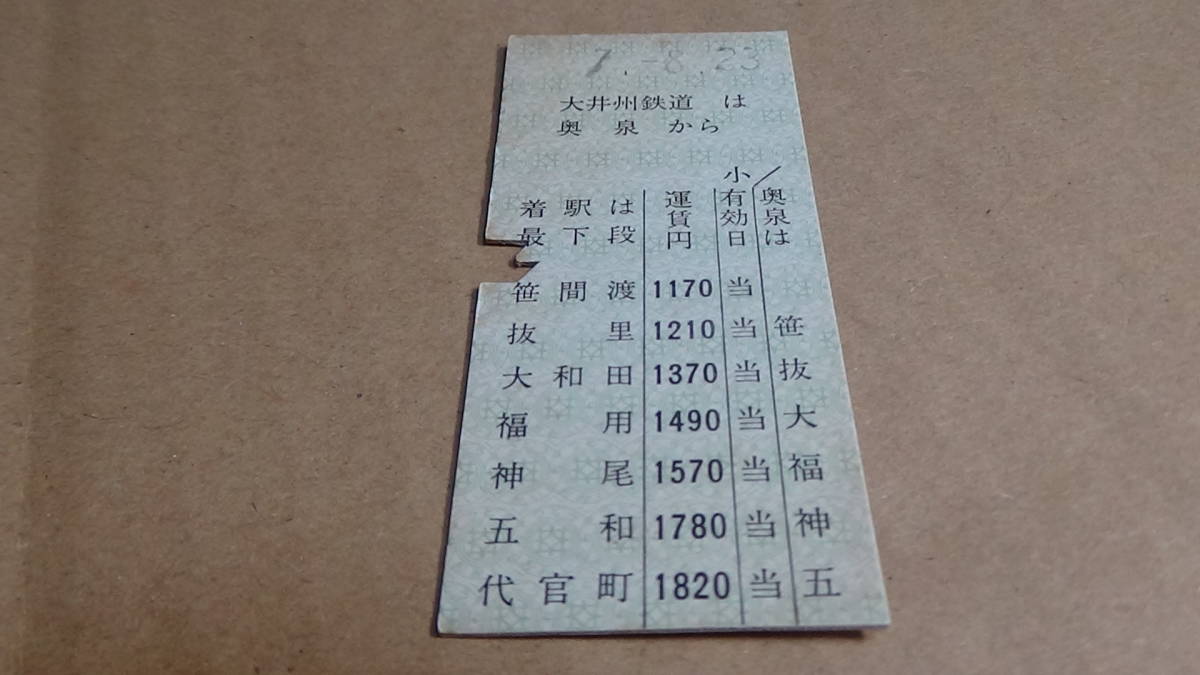 7.-8.23
大井州鉄道 は
奥泉 から
小
着駅は 運賃円 有効日 奥泉は
最下段
笹間渡 1170 当
抜里 1210 当 笹
大和田 1370 当 抜
福用 1490 当 大
神尾 1570 当 福
五和 1780 当 神
代官町 1820 当 五